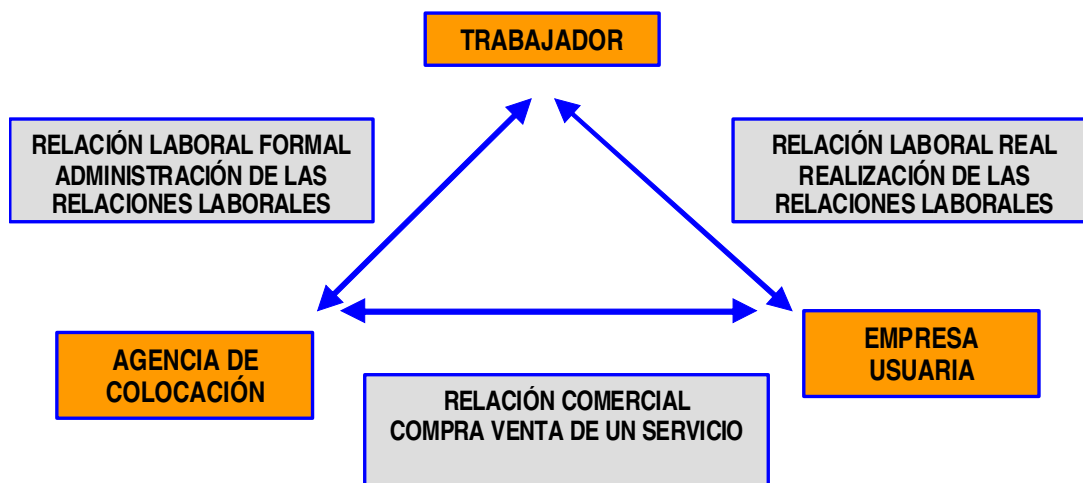 TRABAJADOR
RELACIÓN LABORAL FORMAL
ADMINISTRACIÓN DE LAS
RELACIONES LABORALES
RELACIÓN LABORAL REAL
REALIZACIÓN DE LAS
RELACIONES LABORALES
AGENCIA DE
COLOCACIÓN
EMPRESA
USUARIA
RELACIÓN COMERCIAL
COMPRA VENTA DE UN SERVICIO